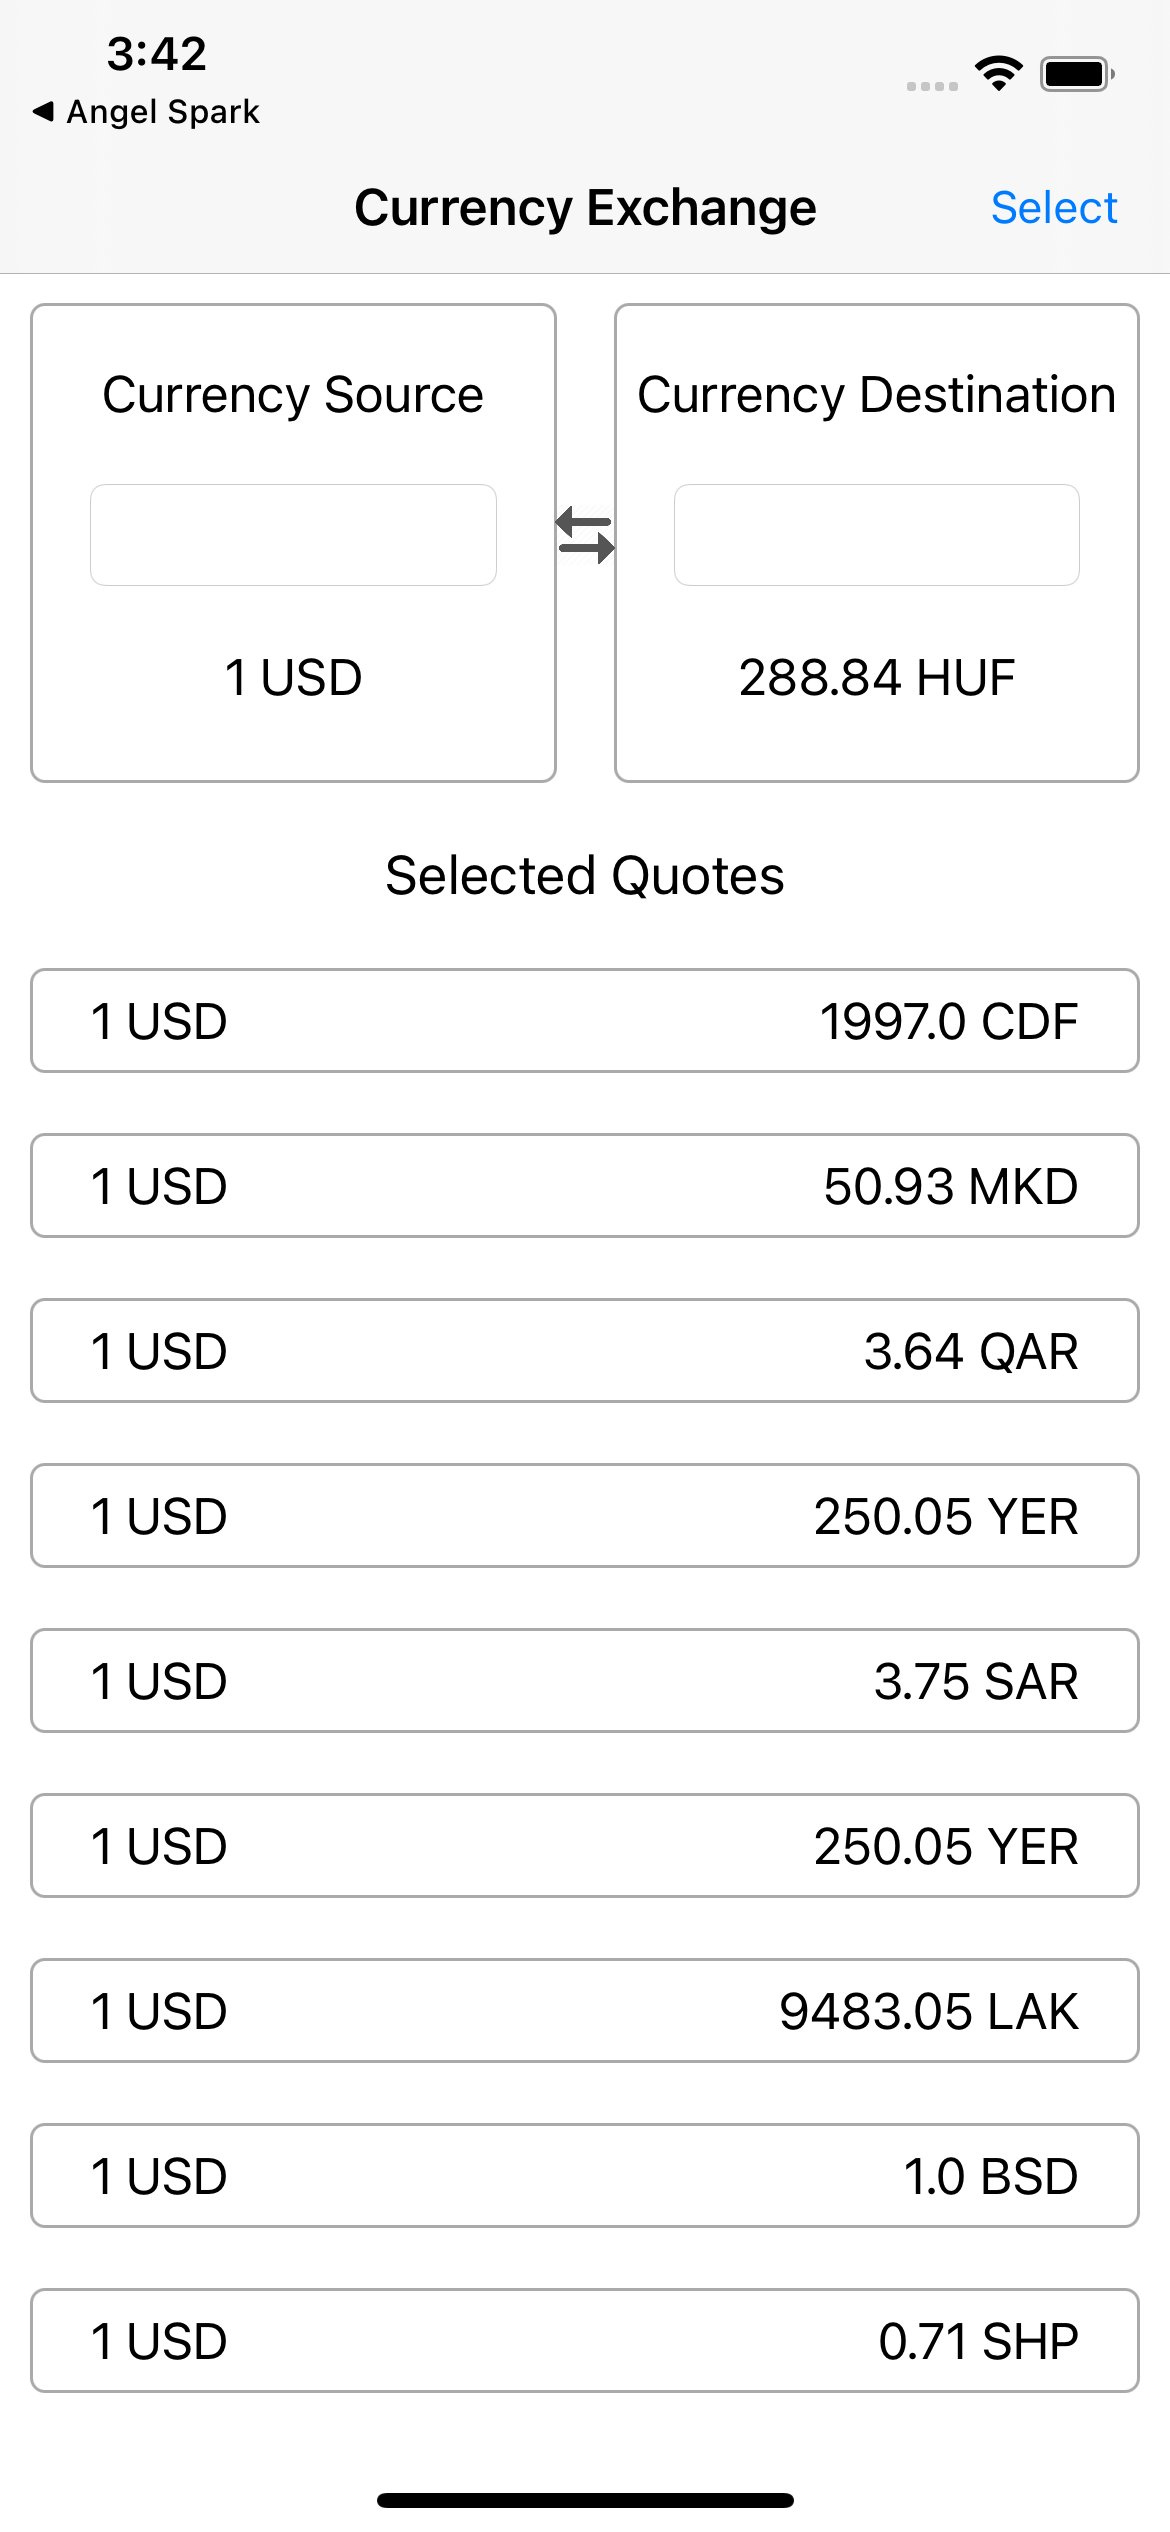 3:42
◀ Angel Spark
Currency Exchange
Select
Currency Source
Currency Destination
1 USD
288.84 HUF
Selected Quotes
1 USD 1997.0 CDF
1 USD 50.93 MKD
1 USD 3.64 QAR
1 USD 250.05 YER
1 USD 3.75 SAR
1 USD 250.05 YER
1 USD 9483.05 LAK
1 USD 1.0 BSD
1 USD 0.71 SHP